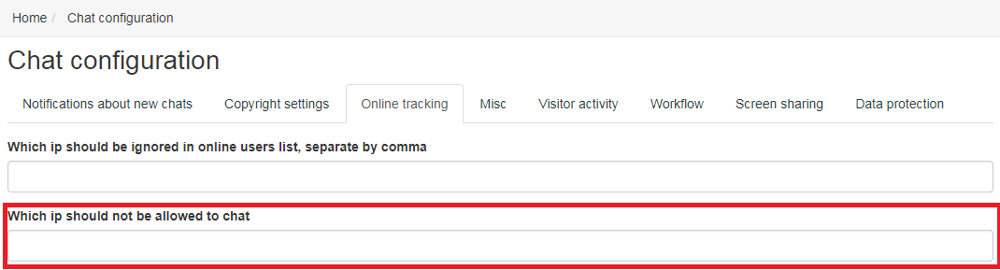 Home / Chat configuration
Chat configuration
Notifications about new chats Copyright settings Online tracking Misc Visitor activity Workflow Screen sharing Data protection
Which ip should be ignored in online users list, separate by comma
Which ip should not be allowed to chat